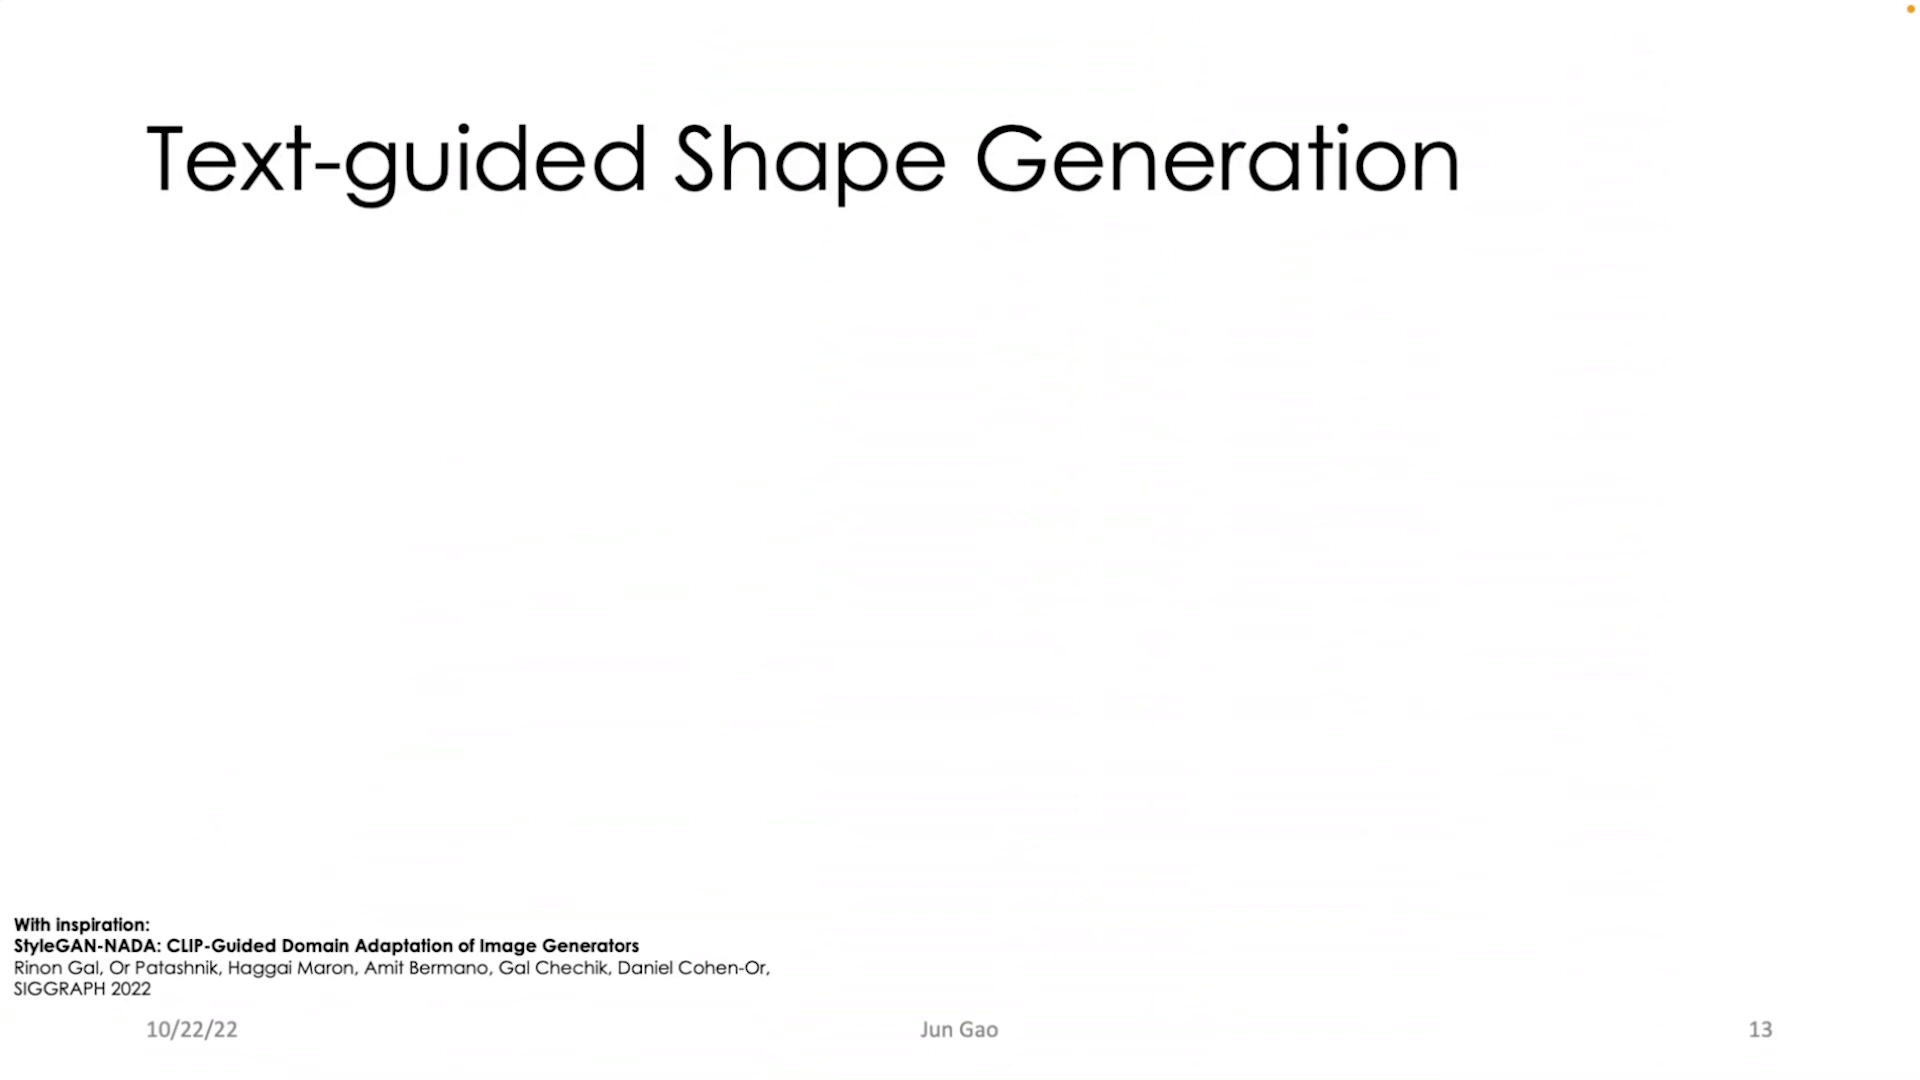 Text-guided Shape Generation
With inspiration:
StyleGAN-NADA: CLIP-Guided Domain Adaptation of Image Generators
Rinon Gal, Or Patashnik, Haggai Maron, Amit Bermano, Gal Chechik, Daniel Cohen-Or,
SIGGRAPH 2022
10/22/22
Jun Gao
13